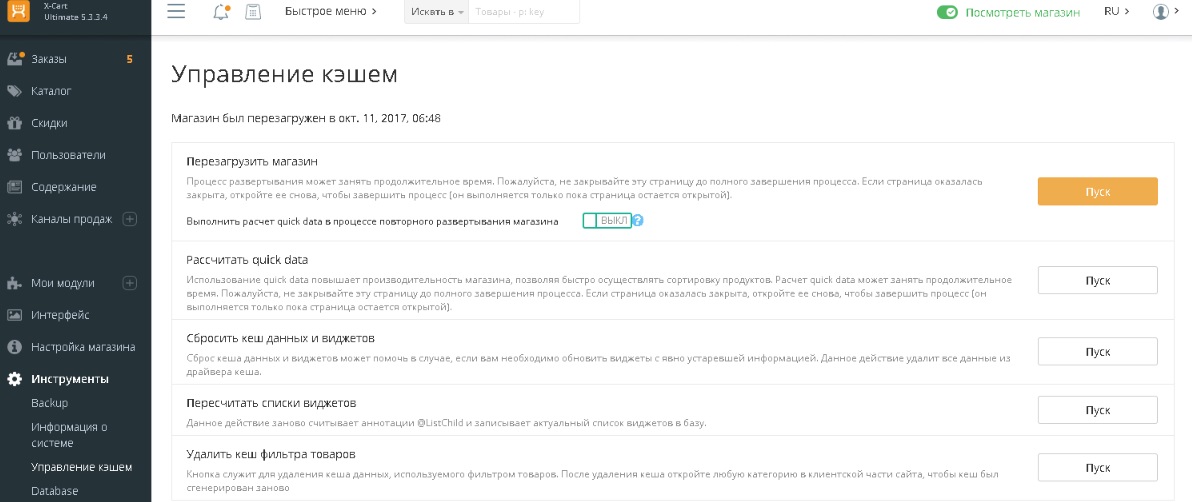 X-Cart
Ultimate 5.3.3.4
Быстрое меню >
Искать в
Товары - pi key
Посмотреть магазин
RU >
Заказы 5
Каталог
Скидки
Пользователи
Содержание
Каналы продаж
Мои модули
Интерфейс
Настройка магазина
Инструменты
Backup
Информация о
системе
Управление кэшем
Database
Управление кэшем
Магазин был перезагружен в окт. 11, 2017, 06:48
Перезагрузить магазин
Процесс развертывания может занять продолжительное время. Пожалуйста, не закрывайте эту страницу до полного завершения процесса. Если страница оказалась
закрыта, откройте ее снова, чтобы завершить процесс (он выполняется только пока страница остается открытой).
Пуск
Выполнить расчет quick data в процессе повторного развертывания магазина ВЫКЛ ?
Рассчитать quick data
Использование quick data повышает производительность магазина, позволяя быстро осуществлять сортировку продуктов. Расчет quick data может занять продолжительное
время. Пожалуйста, не закрывайте эту страницу до полного завершения процесса. Если страница оказалась закрыта, откройте ее снова, чтобы завершить процесс (он
выполняется только пока страница остается открытой).
Пуск
Сбросить кеш данных и виджетов
Сброс кеша данных и виджетов может помочь в случае, если вам необходимо обновить виджеты с явно устаревшей информацией. Данное действие удалит все данные из
драйвера кеша.
Пуск
Пересчитать списки виджетов
Данное действие заново считывает аннотации @ListChild и записывает актуальный список виджетов в базу.
Пуск
Удалить кеш фильтра товаров
Кнопка служит для удаления кеша данных, используемого фильтром товаров. После удаления кеша откройте любую категорию в клиентской части сайта, чтобы кеш был
сгенерирован заново
Пуск